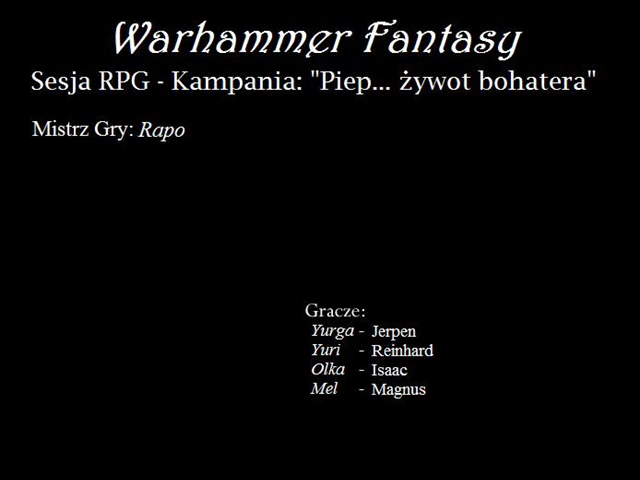 Warhammer Fantasy
Sesja RPG - Kampania: "Piep... żywot bohatera"
Mistrz Gry: Rapo
Gracze:
Yurga - Jerpen
Yuri - Reinhard
Olka - Isaac
Mel - Magnus